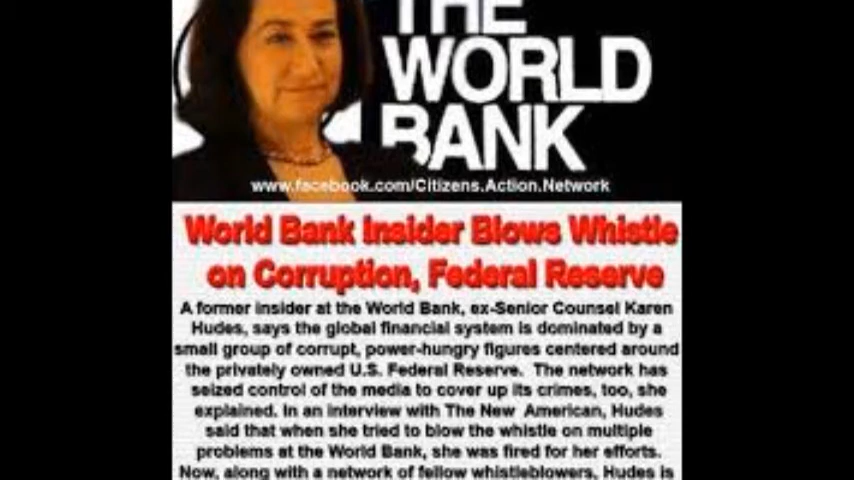 THE
WORLD
BANK
www.facebook.com/Citizens.Action.Network
World Bank Insider Blows Whistle
on Corruption, Federal Reserve
A former insider at the World Bank, ex-Senior Counsel Karen
Hudes, says the global financial system is dominated by a
small group of corrupt, power-hungry figures centered around
the privately owned U.S. Federal Reserve. The network has
seized control of the media to cover up its crimes, too, she
explained. In an interview with The New American, Hudes
said that when she tried to blow the whistle on multiple
problems at the World Bank, she was fired for her efforts.
Now, along with a network of fellow whistleblowers, Hudes is